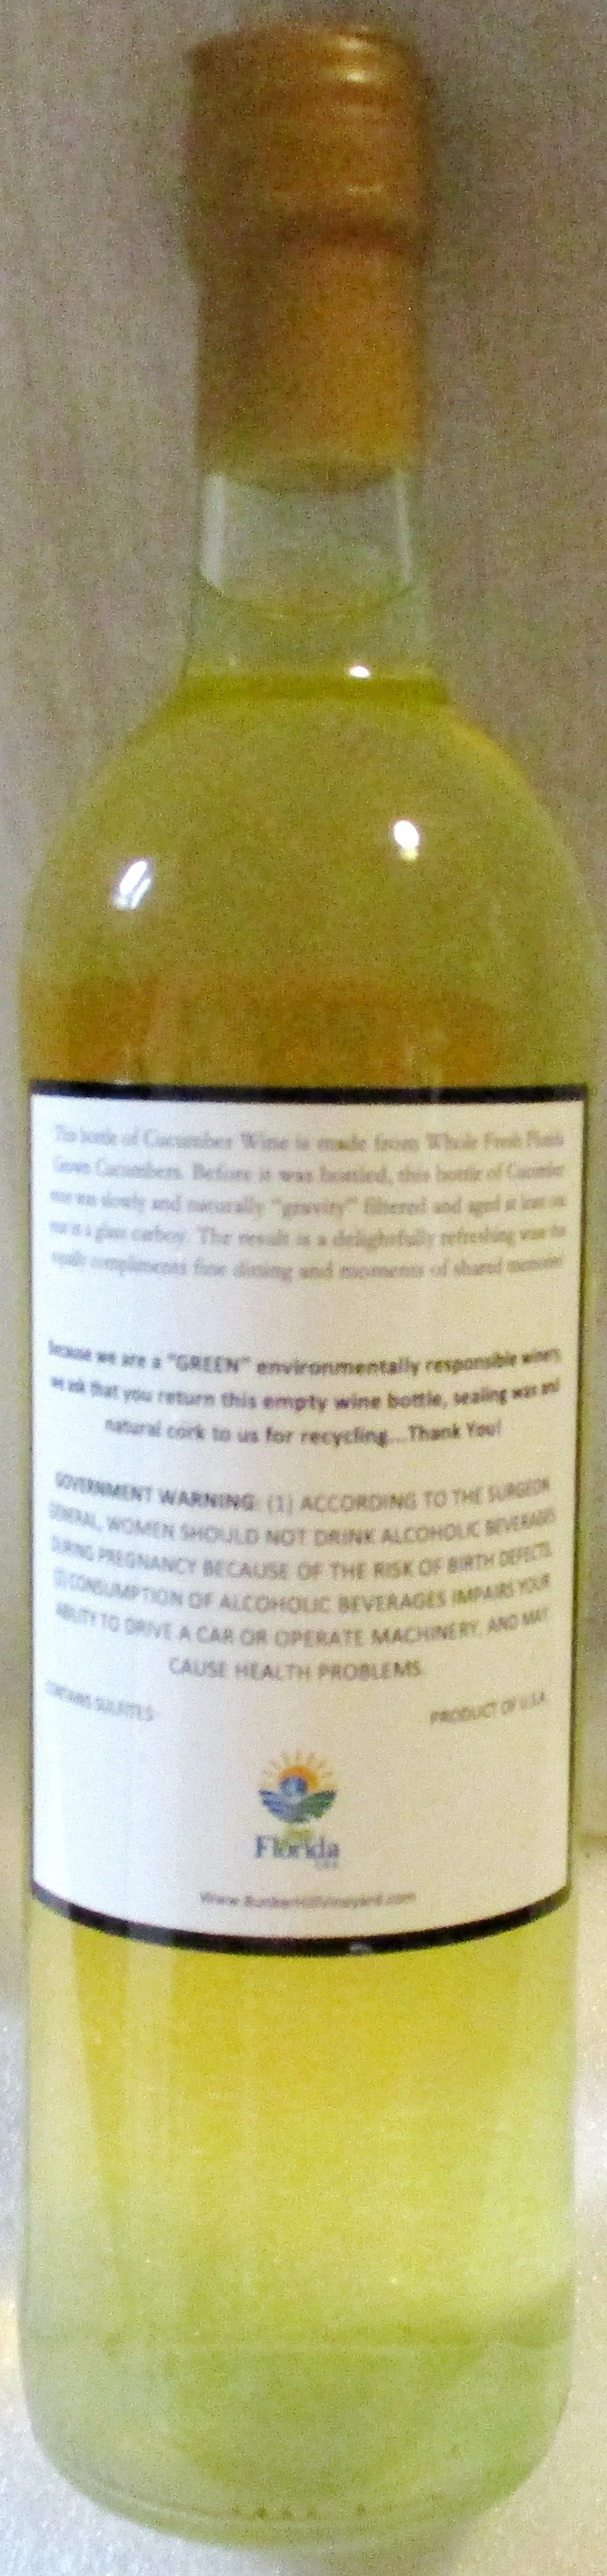 This bottle of Cucumber Wine is made from Whole Fresh Florida
Grown Cucumbers. Before it was bottled, this bottle of Cucumber
wine was slowly and naturally "gravity" filtered and aged at least one
year in a glass carboy. The result is a delightfully refreshing wine that
equally compliments fine dining and moments of shared memories!
Because we are a "GREEN" environmentally responsible winery
we ask that you return this empty wine bottle, sealing wax and
natural cork to us for recycling...Thank You!
GOVERNMENT WARNING: (1) ACCORDING TO THE SURGEON
GENERAL, WOMEN SHOULD NOT DRINK ALCOHOLIC BEVERAGES
DURING PREGNANCY BECAUSE OF THE RISK OF BIRTH DEFECTS.
(2) CONSUMPTION OF ALCOHOLIC BEVERAGES IMPAIRS YOUR
ABILITY TO DRIVE A CAR OR OPERATE MACHINERY, AND MAY
CAUSE HEALTH PROBLEMS.
CONTAINS SULFITES PRODUCT OF U.S.A.
Florida
Www.BunkerHillVineyard.com